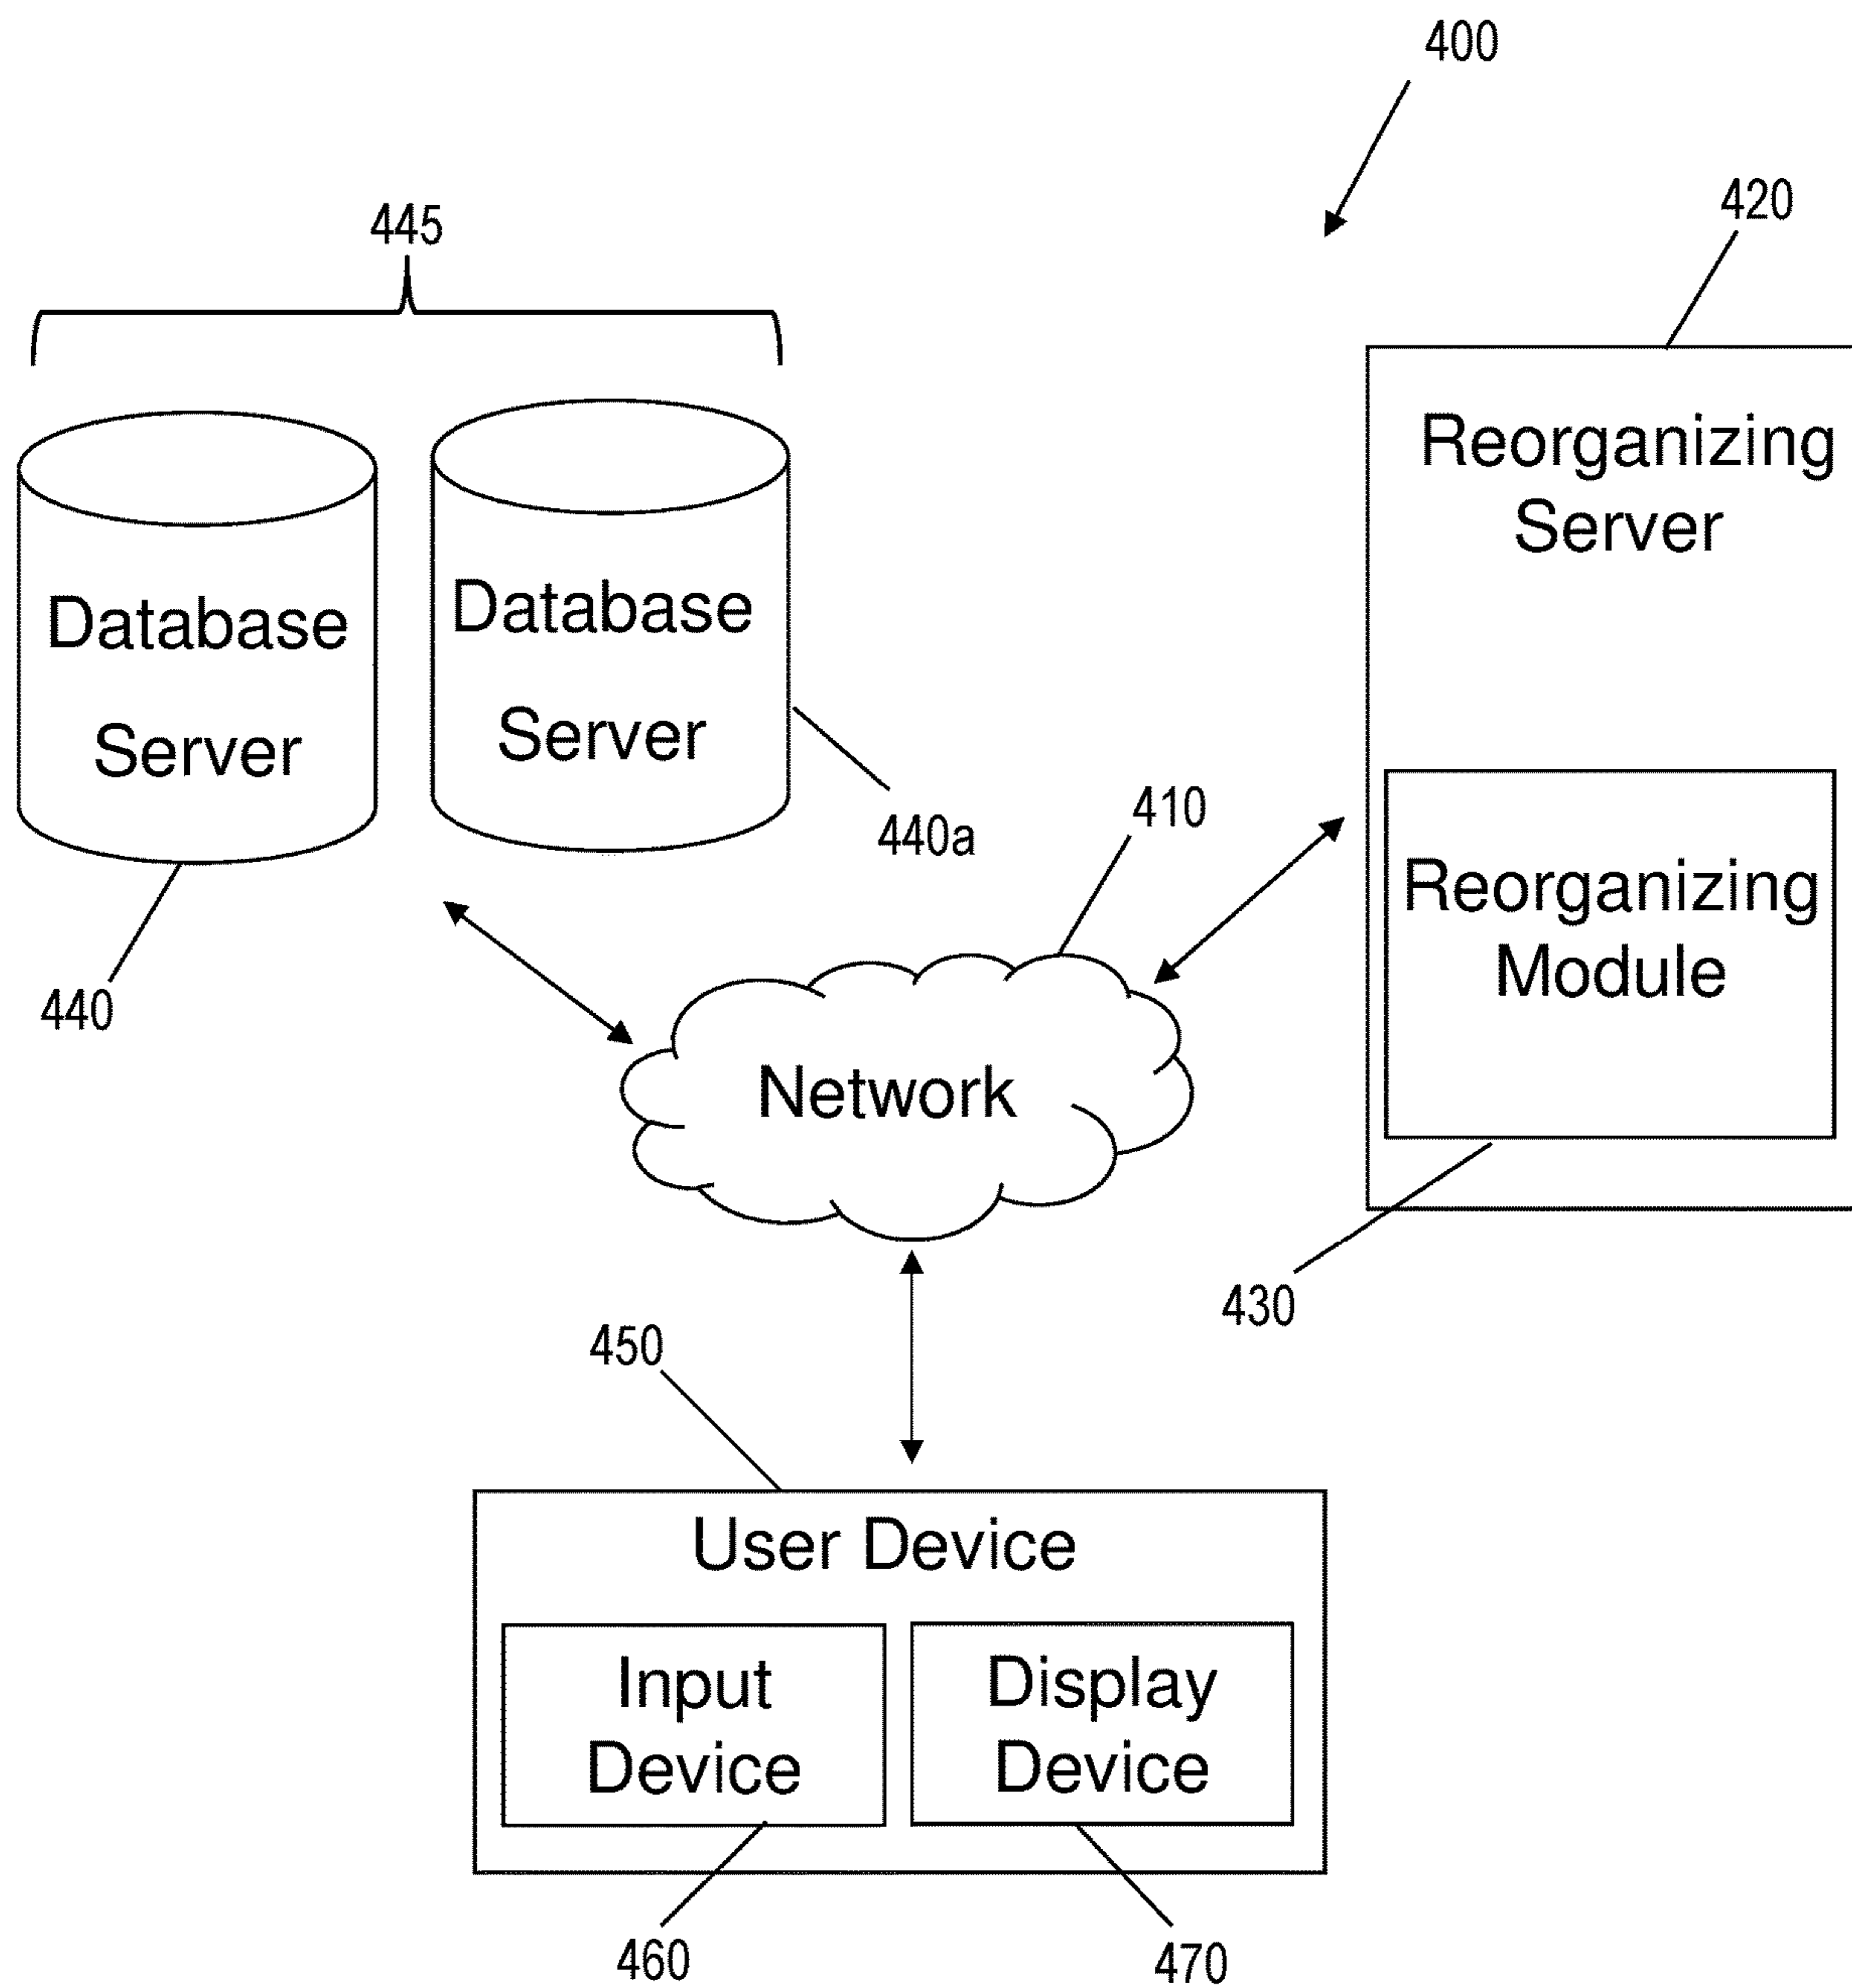 400
420
445
Reorganizing
Server
Database
Server
Database
Server
440a
410
Reorganizing
Module
440
Network
430
450
User Device
Input
Device
Display
Device
460
470